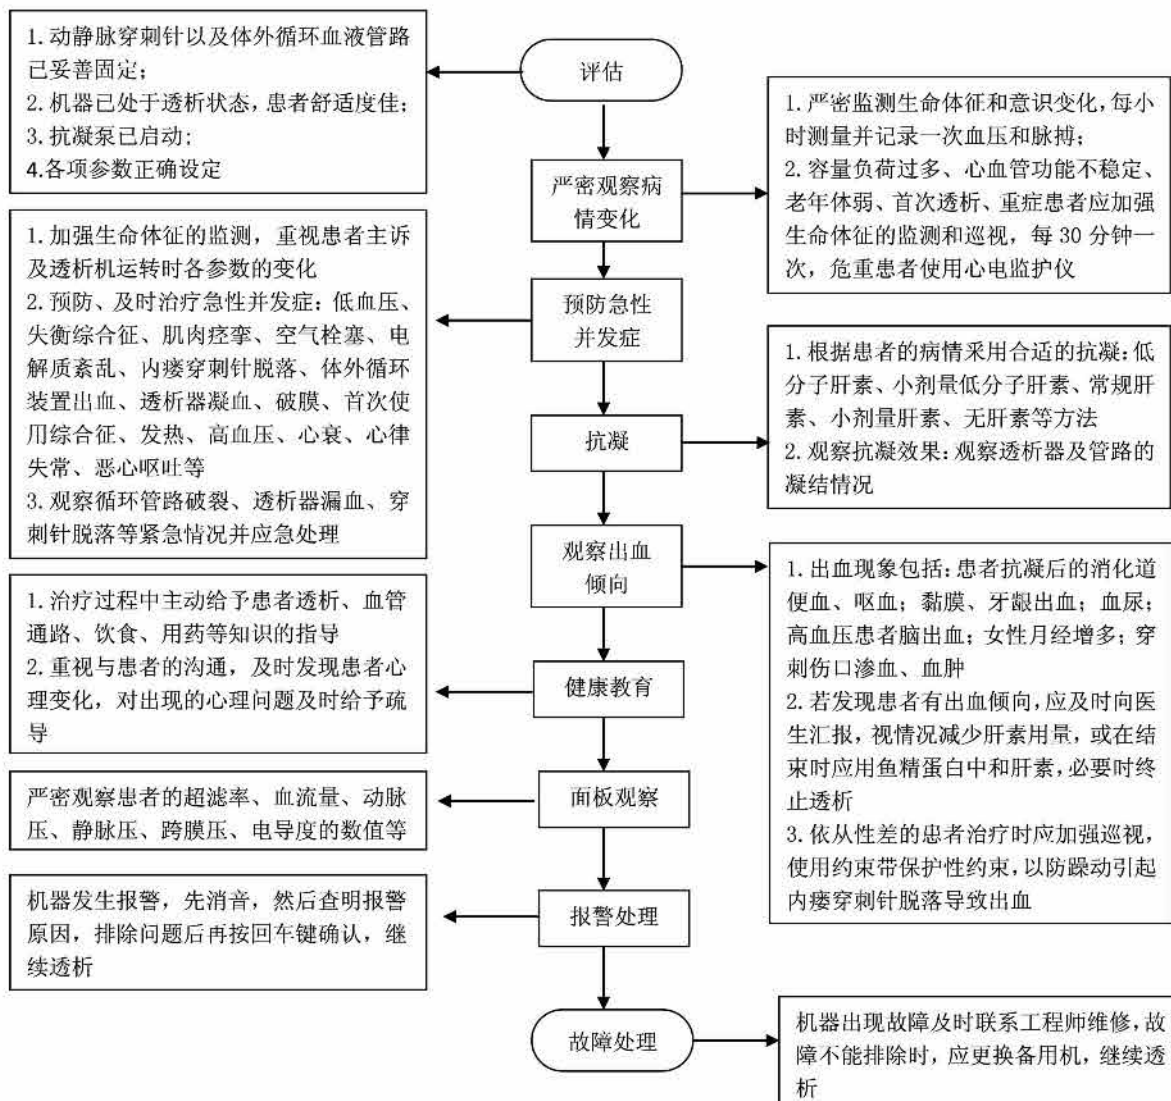 评估
1. 动静脉穿刺针以及体外循环血液管路
已妥善固定；
2. 机器已处于透析状态，患者舒适度佳；
3. 抗凝泵已启动；
4.各项参数正确设定
严密观察病
情变化
1. 严密监测生命体征和意识变化，每小
时测量并记录一次血压和脉搏；
2. 容量负荷过多、心血管功能不稳定、
老年体弱、首次透析、重症患者应加强
生命体征的监测和巡视，每 30 分钟一
次，危重患者使用心电监护仪
预防急性
并发症
1. 加强生命体征的监测，重视患者主诉
及透析机运转时各参数的变化
2. 预防、及时治疗急性并发症：低血压、
失衡综合征、肌肉痉挛、空气栓塞、电
解质紊乱、内瘘穿刺针脱落、体外循环
装置出血、透析器凝血、破膜、首次使
用综合征、发热、高血压、心衰、心律
失常、恶心呕吐等
3. 观察循环管路破裂、透析器漏血、穿
刺针脱落等紧急情况并应急处理
抗凝
1. 根据患者的病情采用合适的抗凝：低
分子肝素、小剂量低分子肝素、常规肝
素、小剂量肝素、无肝素等方法
2. 观察抗凝效果：观察透析器及管路的
凝结情况
观察出血
倾向
1. 出血现象包括：患者抗凝后的消化道
便血、呕血；黏膜、牙龈出血；血尿；
高血压患者脑出血；女性月经增多；穿
刺伤口渗血、血肿
2. 若发现患者有出血倾向，应及时向医
生汇报，视情况减少肝素用量，或在结
束时应用鱼精蛋白中和肝素，必要时终
止透析
3. 依从性差的患者治疗时应加强巡视，
使用约束带保护性约束，以防躁动引起
内瘘穿刺针脱落导致出血
健康教育
1. 治疗过程中主动给予患者透析、血管
通路、饮食、用药等知识的指导
2. 重视与患者的沟通，及时发现患者心
理变化，对出现的心理问题及时给予疏
导
面板观察
严密观察患者的超滤率、血流量、动脉
压、静脉压、跨膜压、电导度的数值等
报警处理
机器发生报警，先消音，然后查明报警
原因，排除问题后再按回车键确认，继
续透析
故障处理
机器出现故障及时联系工程师维修，故
障不能排除时，应更换备用机，继续透
析